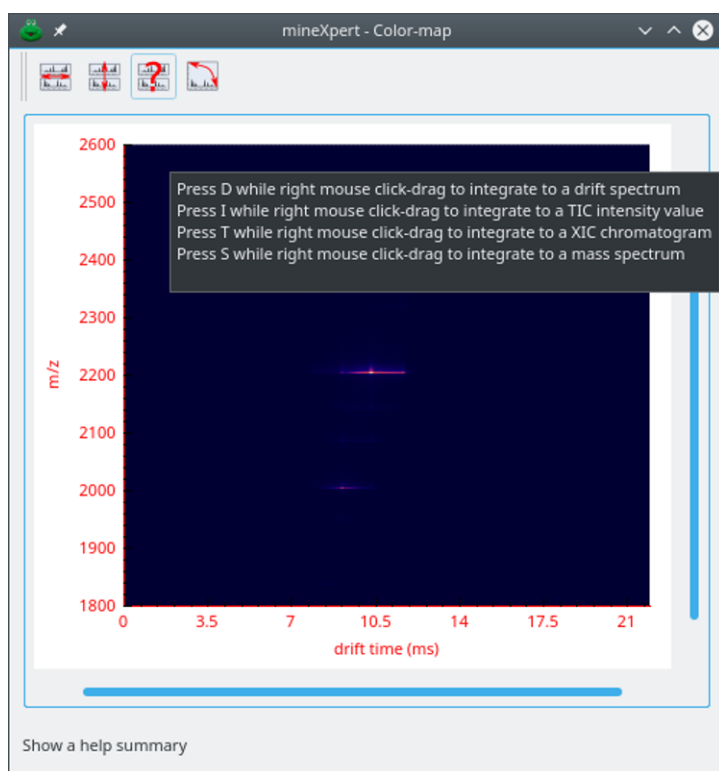 mineXpert - Color-map
?
2600
Press D while right mouse click-drag to integrate to a drift spectrum
2500
Press I while right mouse click-drag to integrate to a TIC intensity value
Press T while right mouse click-drag to integrate to a XIC chromatogram
2400
Press S while right mouse click-drag to integrate to a mass spectrum
2300
m/z
2200
2100
2000
1900
1800
0 3.5 7 10.5 14 17.5 21
drift time (ms)
Show a help summary